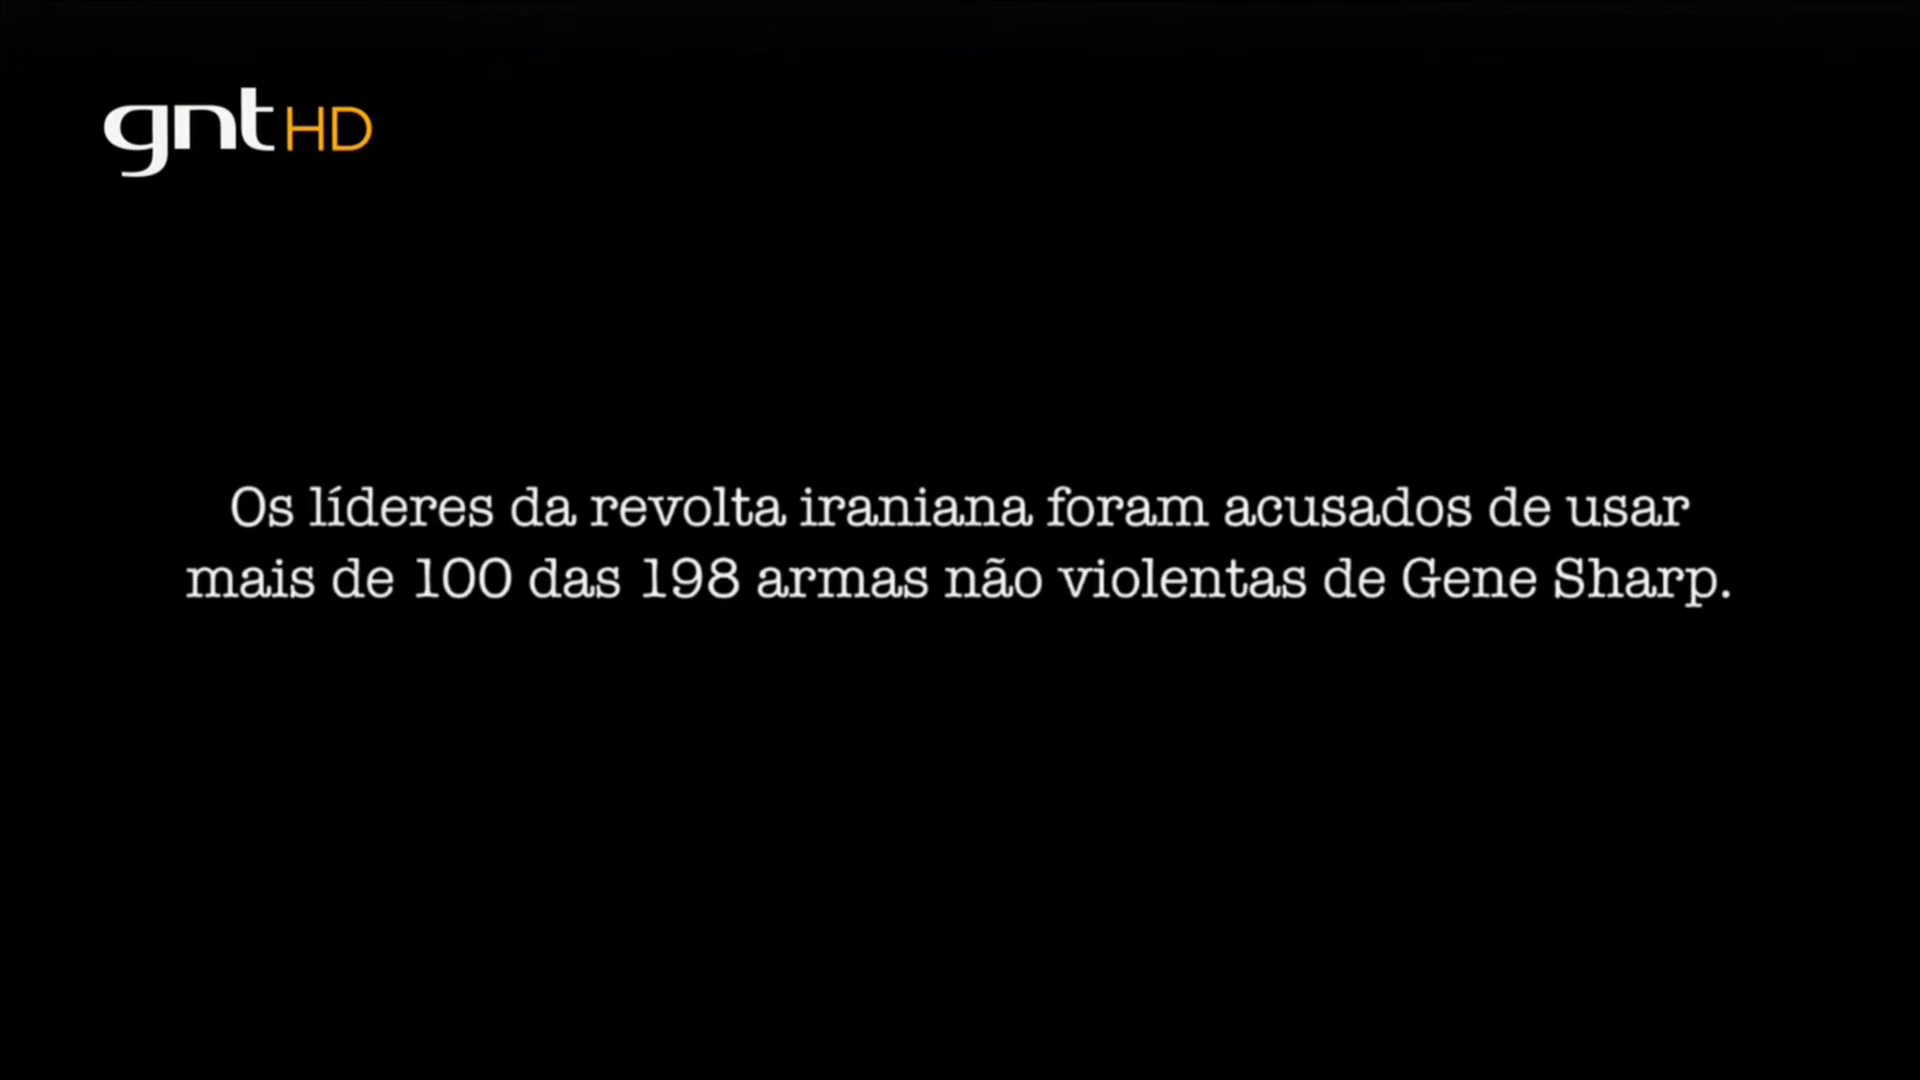 gnt HD
Os líderes da revolta iraniana foram acusados de usar
mais de 100 das 198 armas não violentas de Gene Sharp.